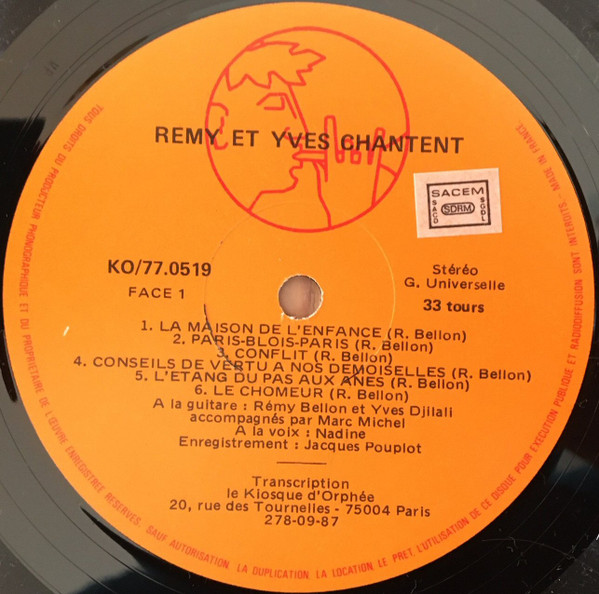 REMY ET YVES CHANTENT
SACEM
SACD
SDRM
SGDL
KO/77.0519
FACE 1
Stéréo
G. Universelle
33 tours
1. LA MAISON DE L'ENFANCE (R. Bellon)
2. PARIS-BLOIS-PARIS (R. Bellon)
3. CONFLIT (R. Bellon)
4. CONSEILS DE VERTU A NOS DEMOISELLES (R. Bellon)
5. L'ETANG DU PAS AUX ANES (R. Bellon)
6. LE CHOMEUR (R. Bellon)
A la guitare : Rémy Bellon et Yves Djilali
accompagnés par Marc Michel
A la voix : Nadine
Enregistrement : Jacques Pouplot
Transcription
le Kiosque d'Orphée
20, rue des Tournelles - 75004 Paris
278-09-87
TOUS DROITS DU PRODUCTEUR PHONOGRAPHIQUE ET DU PROPRIETAIRE DE L'ŒUVRE ENREGISTREE RESERVES. SAUF AUTORISATION, LA DUPLICATION, LA LOCATION, LE PRET, L'UTILISATION DE CE DISQUE POUR EXECUTION PUBLIQUE ET RADIODIFFUSION SONT INTERDITS - MADE IN FRANCE.